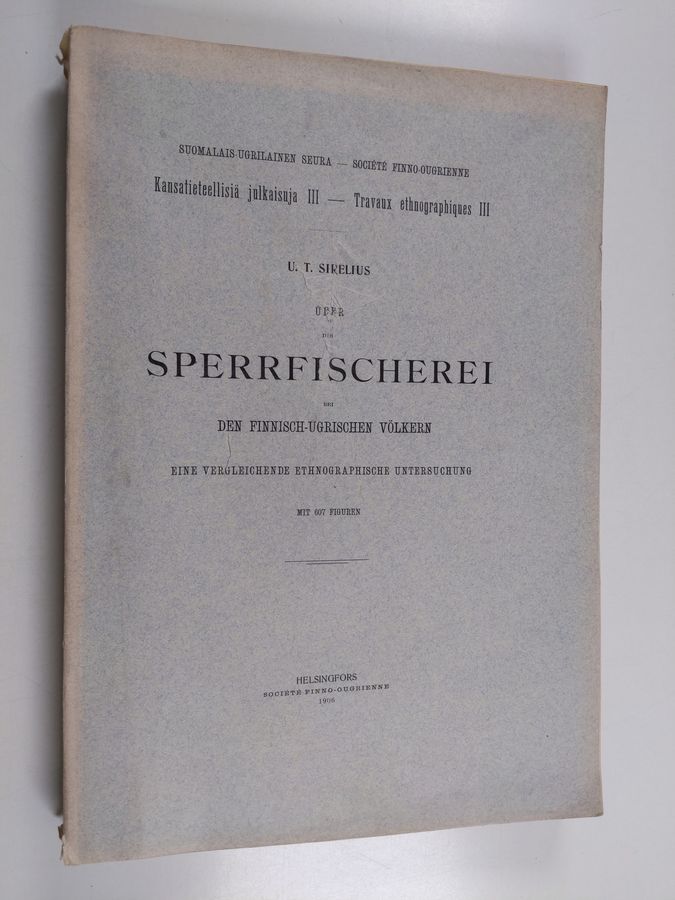 SUOMALAIS-UGRILAINEN SEURA — SOCIÉTÉ FINNO-OUGRIENNE
Kansatieteellisiä julkaisuja III — Travaux ethnographiques III
U. T. SIRELIUS
ÜBER
DIE
SPERRFISCHEREI
BEI
DEN FINNISCH-UGRISCHEN VÖLKERN
EINE VERGLEICHENDE ETHNOGRAPHISCHE UNTERSUCHUNG
MIT 607 FIGUREN
HELSINGFORS
SOCIÉTÉ FINNO-OUGRIENNE
1906